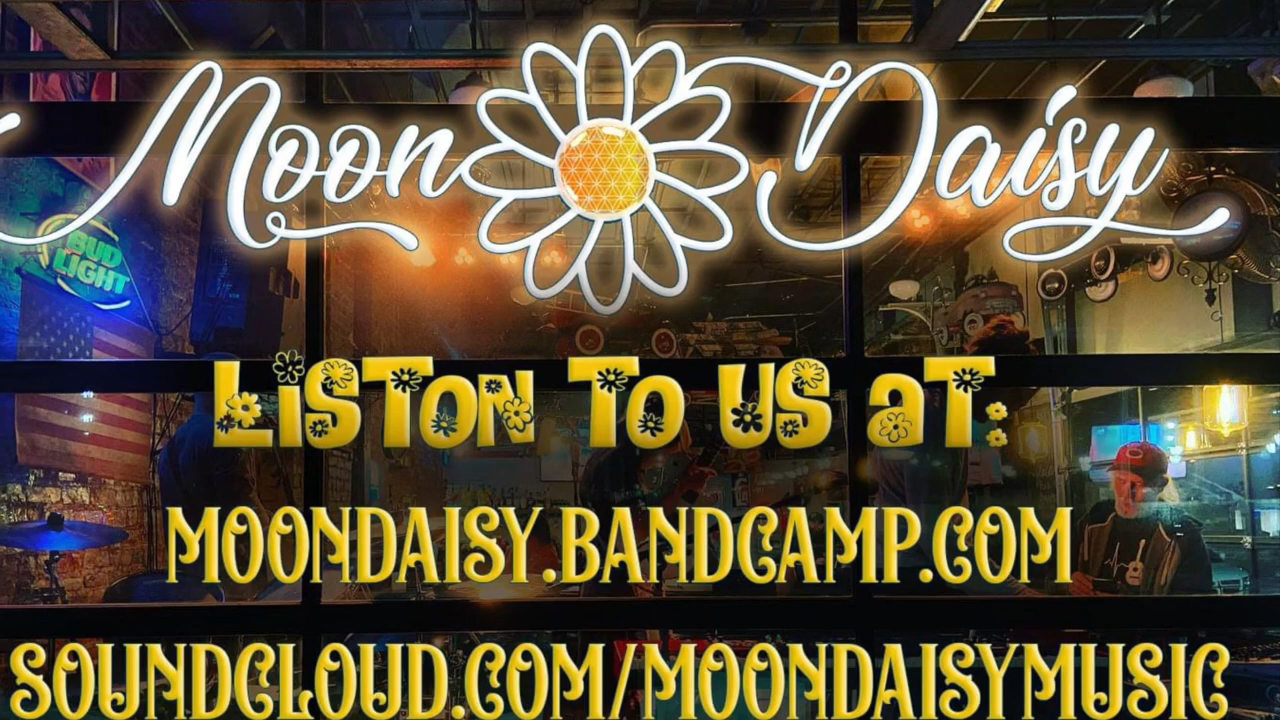 Moon Daisy
BUD
LIGHT
LiSTON TO US aT:
MOONDAISY.BANDCAMP.COM
SOUNDCLOUD.COM/MOONDAISYMUSIC